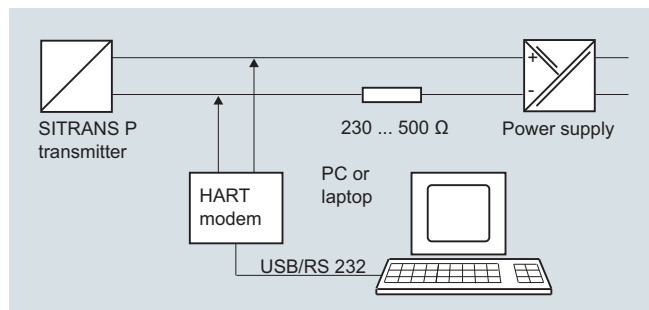 +
-
SITRANS P
transmitter
230 ... 500 Ω
Power supply
PC or
laptop
HART
modem
USB/RS 232